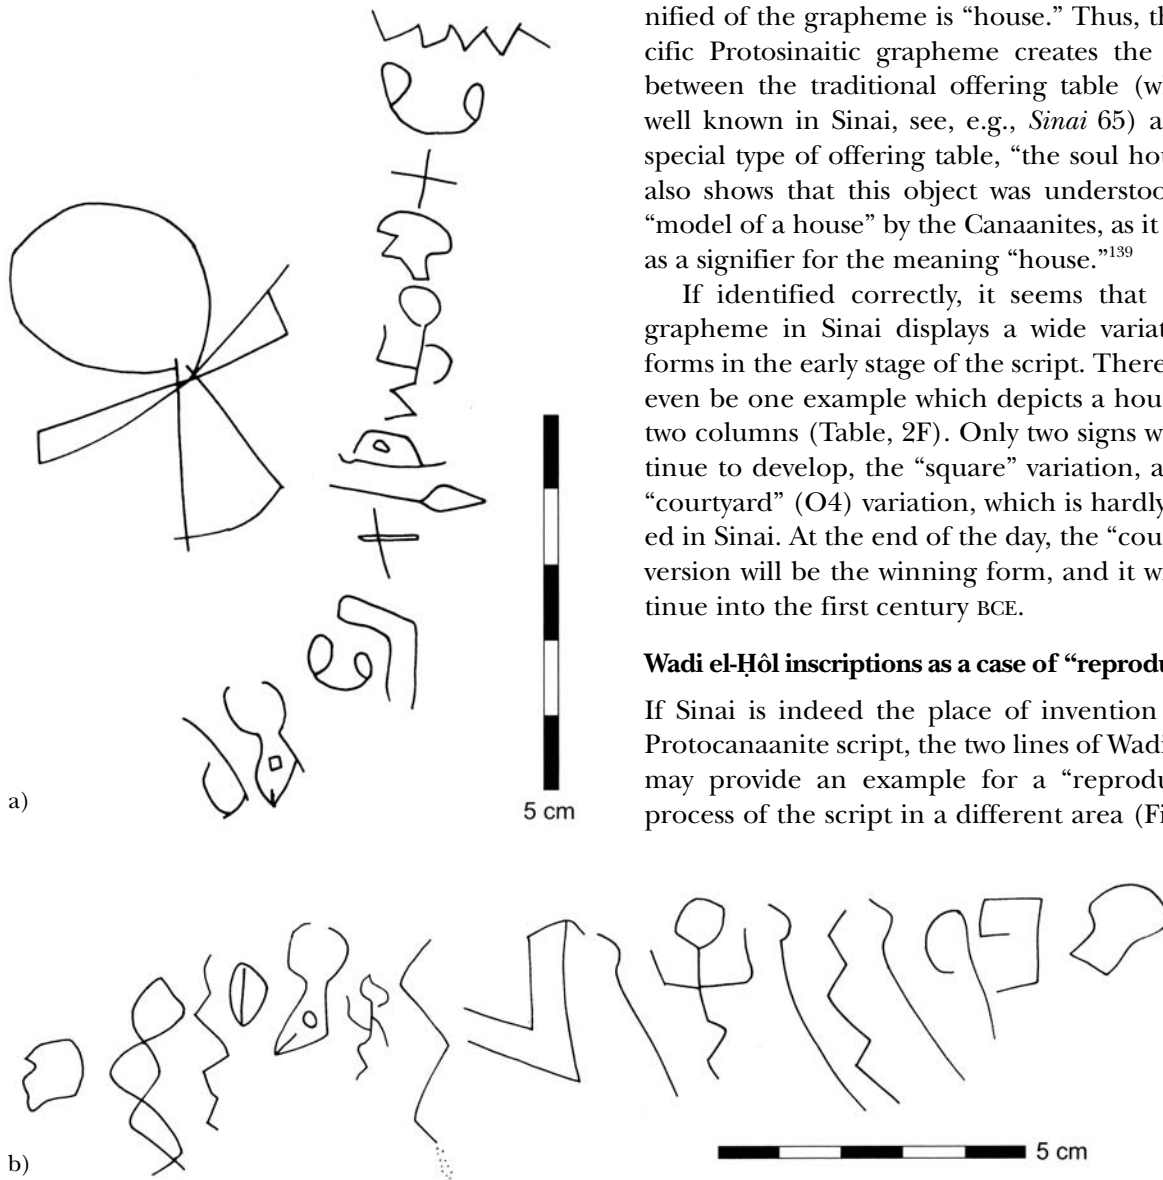 nified of the grapheme is “house.” Thus, th
cific Protosinaitic grapheme creates the
between the traditional offering table (w
well known in Sinai, see, e.g., Sinai 65) a
special type of offering table, “the soul hou
also shows that this object was understoo
“model of a house” by the Canaanites, as it
as a signifier for the meaning “house.”139
If identified correctly, it seems that
grapheme in Sinai displays a wide variat
forms in the early stage of the script. There
even be one example which depicts a hou
two columns (Table, 2F). Only two signs w
tinue to develop, the “square” variation, a
“courtyard” (O4) variation, which is hardly
ed in Sinai. At the end of the day, the “cou
version will be the winning form, and it w
tinue into the first century BCE.
Wadi el-Ḥôl inscriptions as a case of “reprodu
If Sinai is indeed the place of invention
Protocanaanite script, the two lines of Wadi
may provide an example for a “reprodu
process of the script in a different area (Fi
a)
5 cm
b)
5 cm